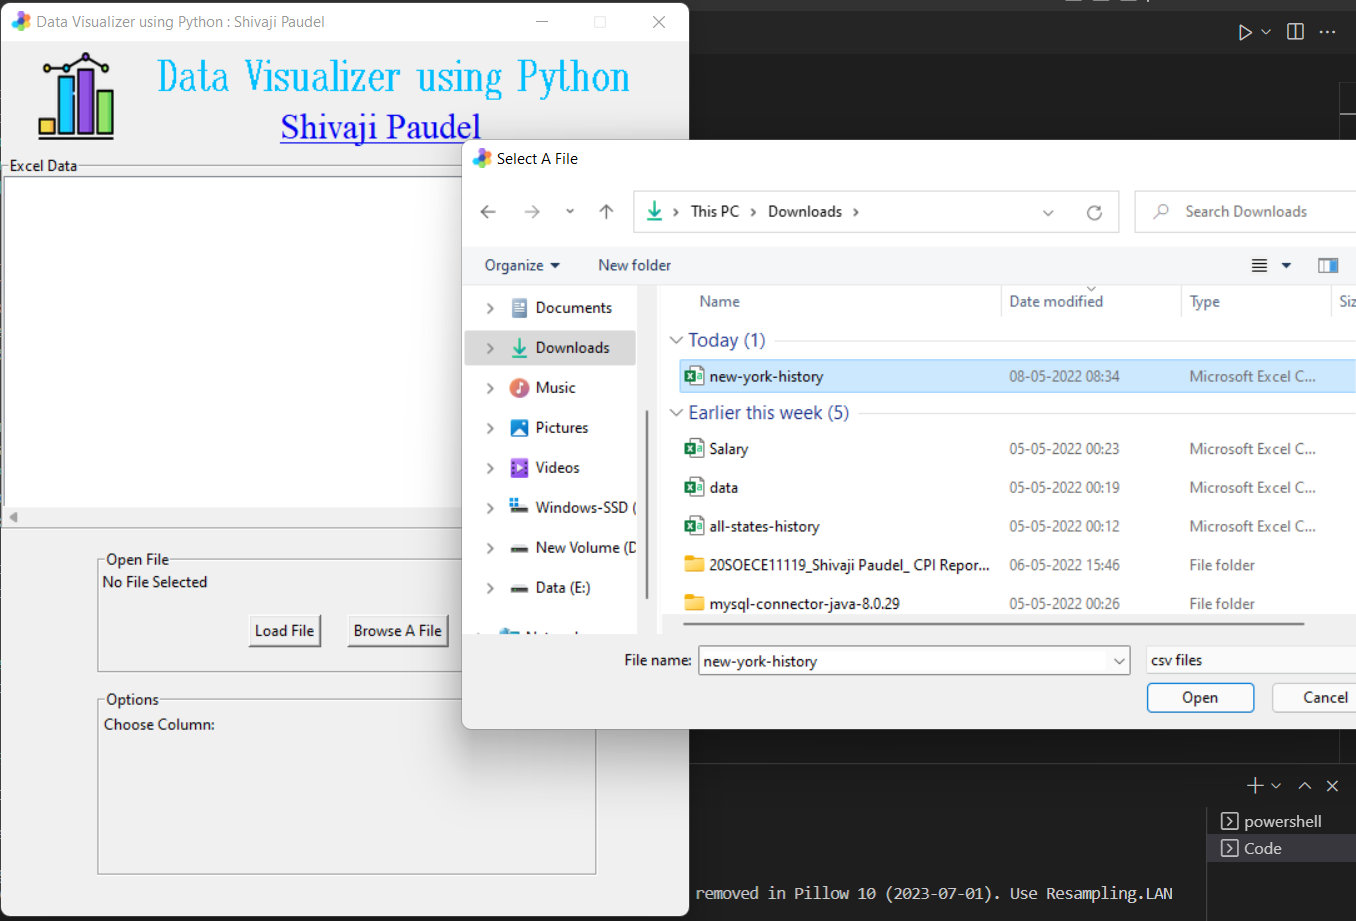 Data Visualizer using Python : Shivaji Paudel
Data Visualizer using Python
Shivaji Paudel
Excel Data
Open File
No File Selected
Load File
Browse A File
Options
Choose Column:
Select A File
This PC
Downloads
Search Downloads
Organize
New folder
Documents
Downloads
Music
Pictures
Videos
Windows-SSD (
New Volume (D
Data (E:)
Name Date modified Type Siz
Today (1)
new-york-history 08-05-2022 08:34 Microsoft Excel C...
Earlier this week (5)
Salary 05-05-2022 00:23 Microsoft Excel C...
data 05-05-2022 00:19 Microsoft Excel C...
all-states-history 05-05-2022 00:12 Microsoft Excel C...
20SOECE11119_Shivaji Paudel_ CPI Repor... 06-05-2022 15:46 File folder
mysql-connector-java-8.0.29 05-05-2022 00:26 File folder
File name: new-york-history
csv files
Open
Cancel
powershell
Code
removed in Pillow 10 (2023-07-01). Use Resampling.LAN